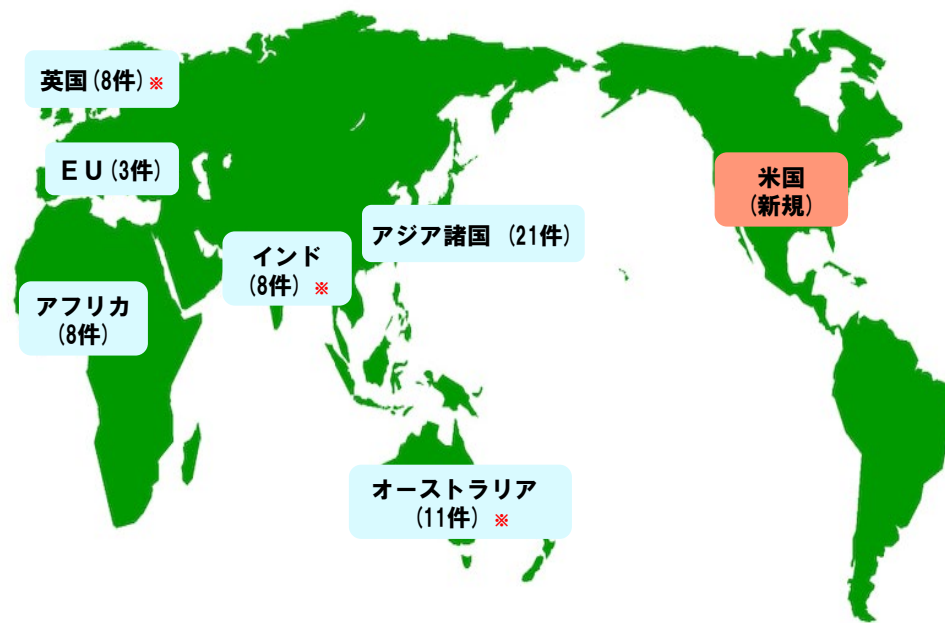 英国(8件)※
ＥＵ(3件)
米国
(新規)
アジア諸国 (21件)
インド
(8件) ※
アフリカ
(8件)
オーストラリア
(11件) ※